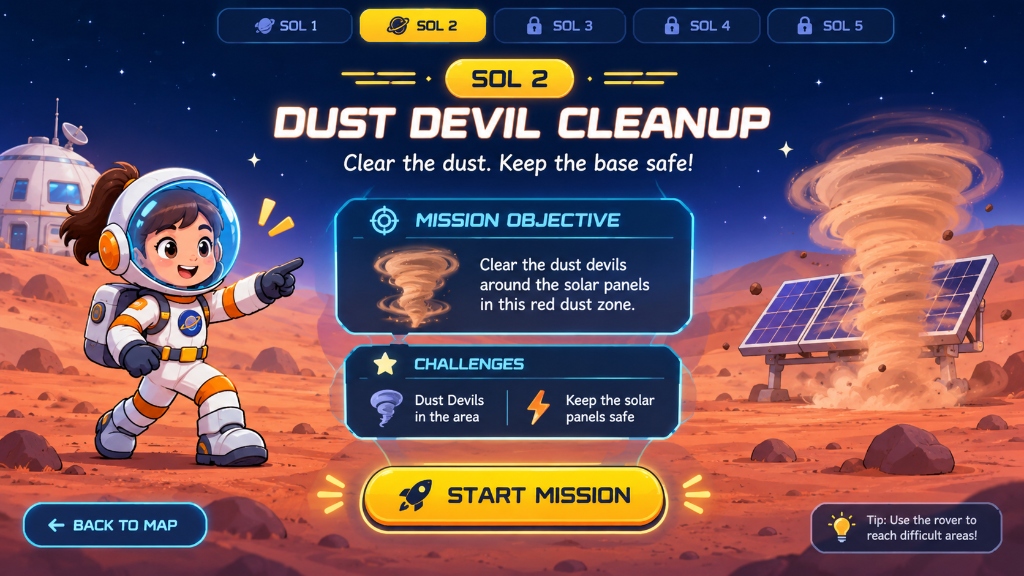 SOL 1
SOL 2
SOL 3
SOL 4
SOL 5
SOL 2
DUST DEVIL CLEANUP
Clear the dust. Keep the base safe!
MISSION OBJECTIVE
Clear the dust devils
around the solar panels
in this red dust zone.
CHALLENGES
Dust Devils
in the area
Keep the solar
panels safe
START MISSION
← BACK TO MAP
Tip: Use the rover to
reach difficult areas!